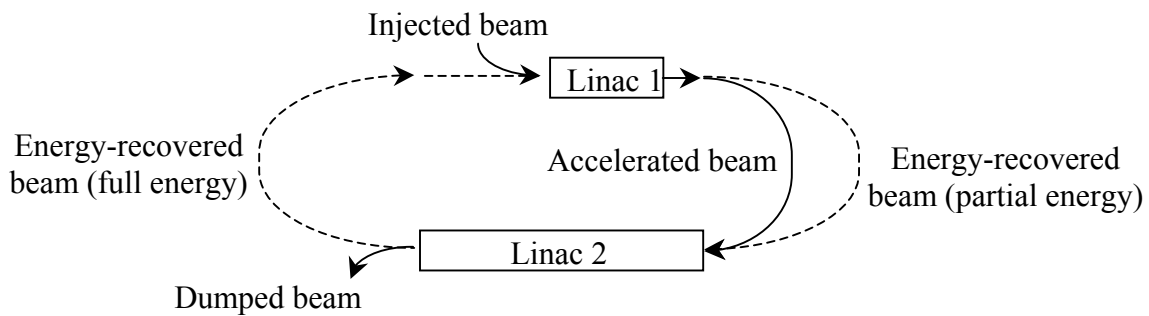 Injected beam
Linac 1
Energy-recovered
beam (full energy)
Accelerated beam
Energy-recovered
beam (partial energy)
Linac 2
Dumped beam